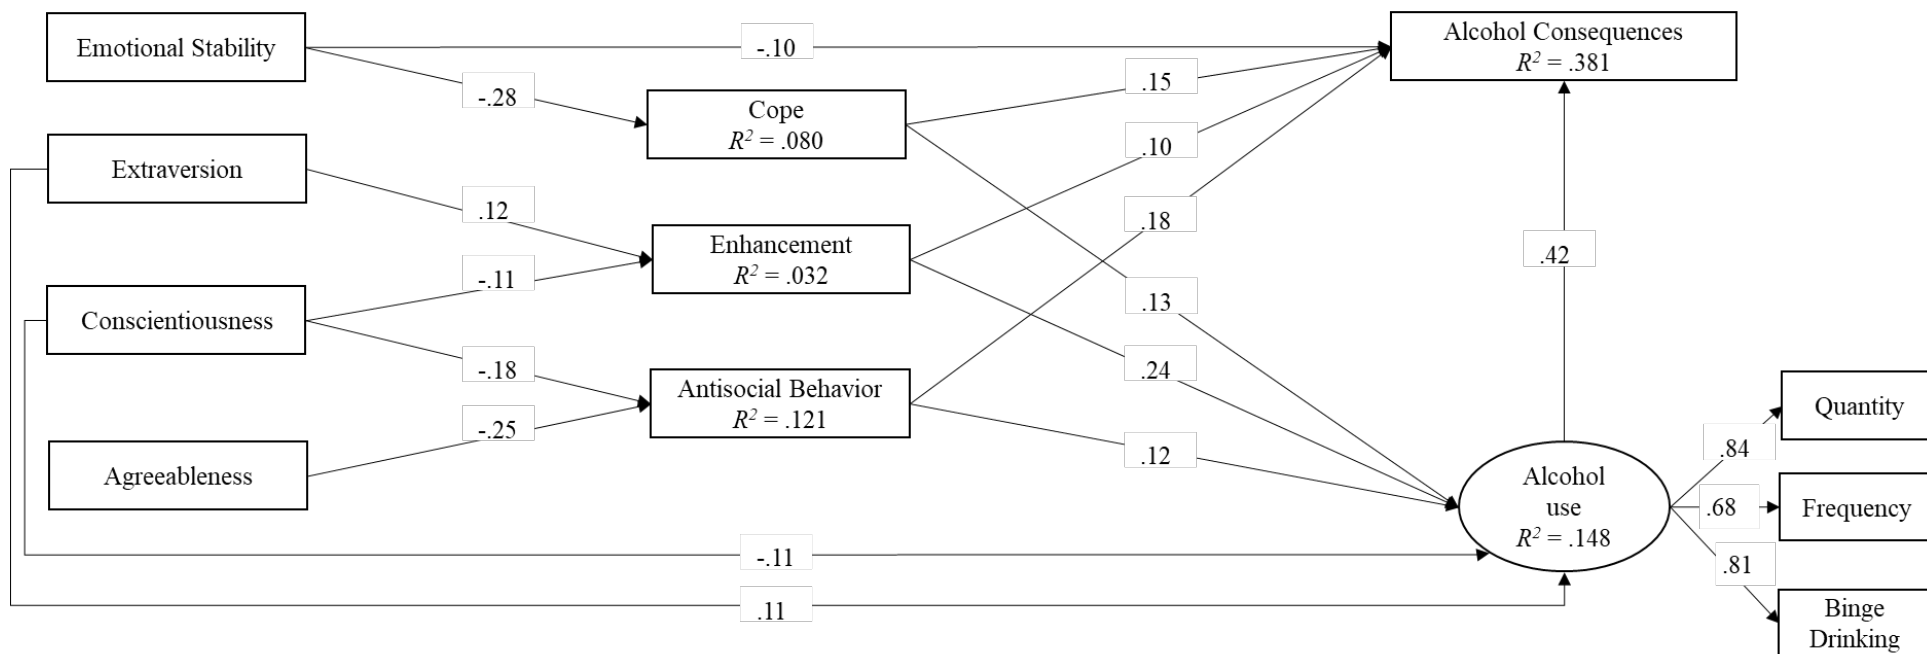 Emotional Stability
-.10
Alcohol Consequences
R² = .381
-.28
.15
Cope
R² = .080
Extraversion
.10
.12
.18
Enhancement
R² = .032
-.11
.42
Conscientiousness
.13
-.18
.24
Antisocial Behavior
R² = .121
Quantity
-.25
.12
.84
Agreeableness
Alcohol
use
R² = .148
.68
Frequency
-.11
.81
.11
Binge
Drinking